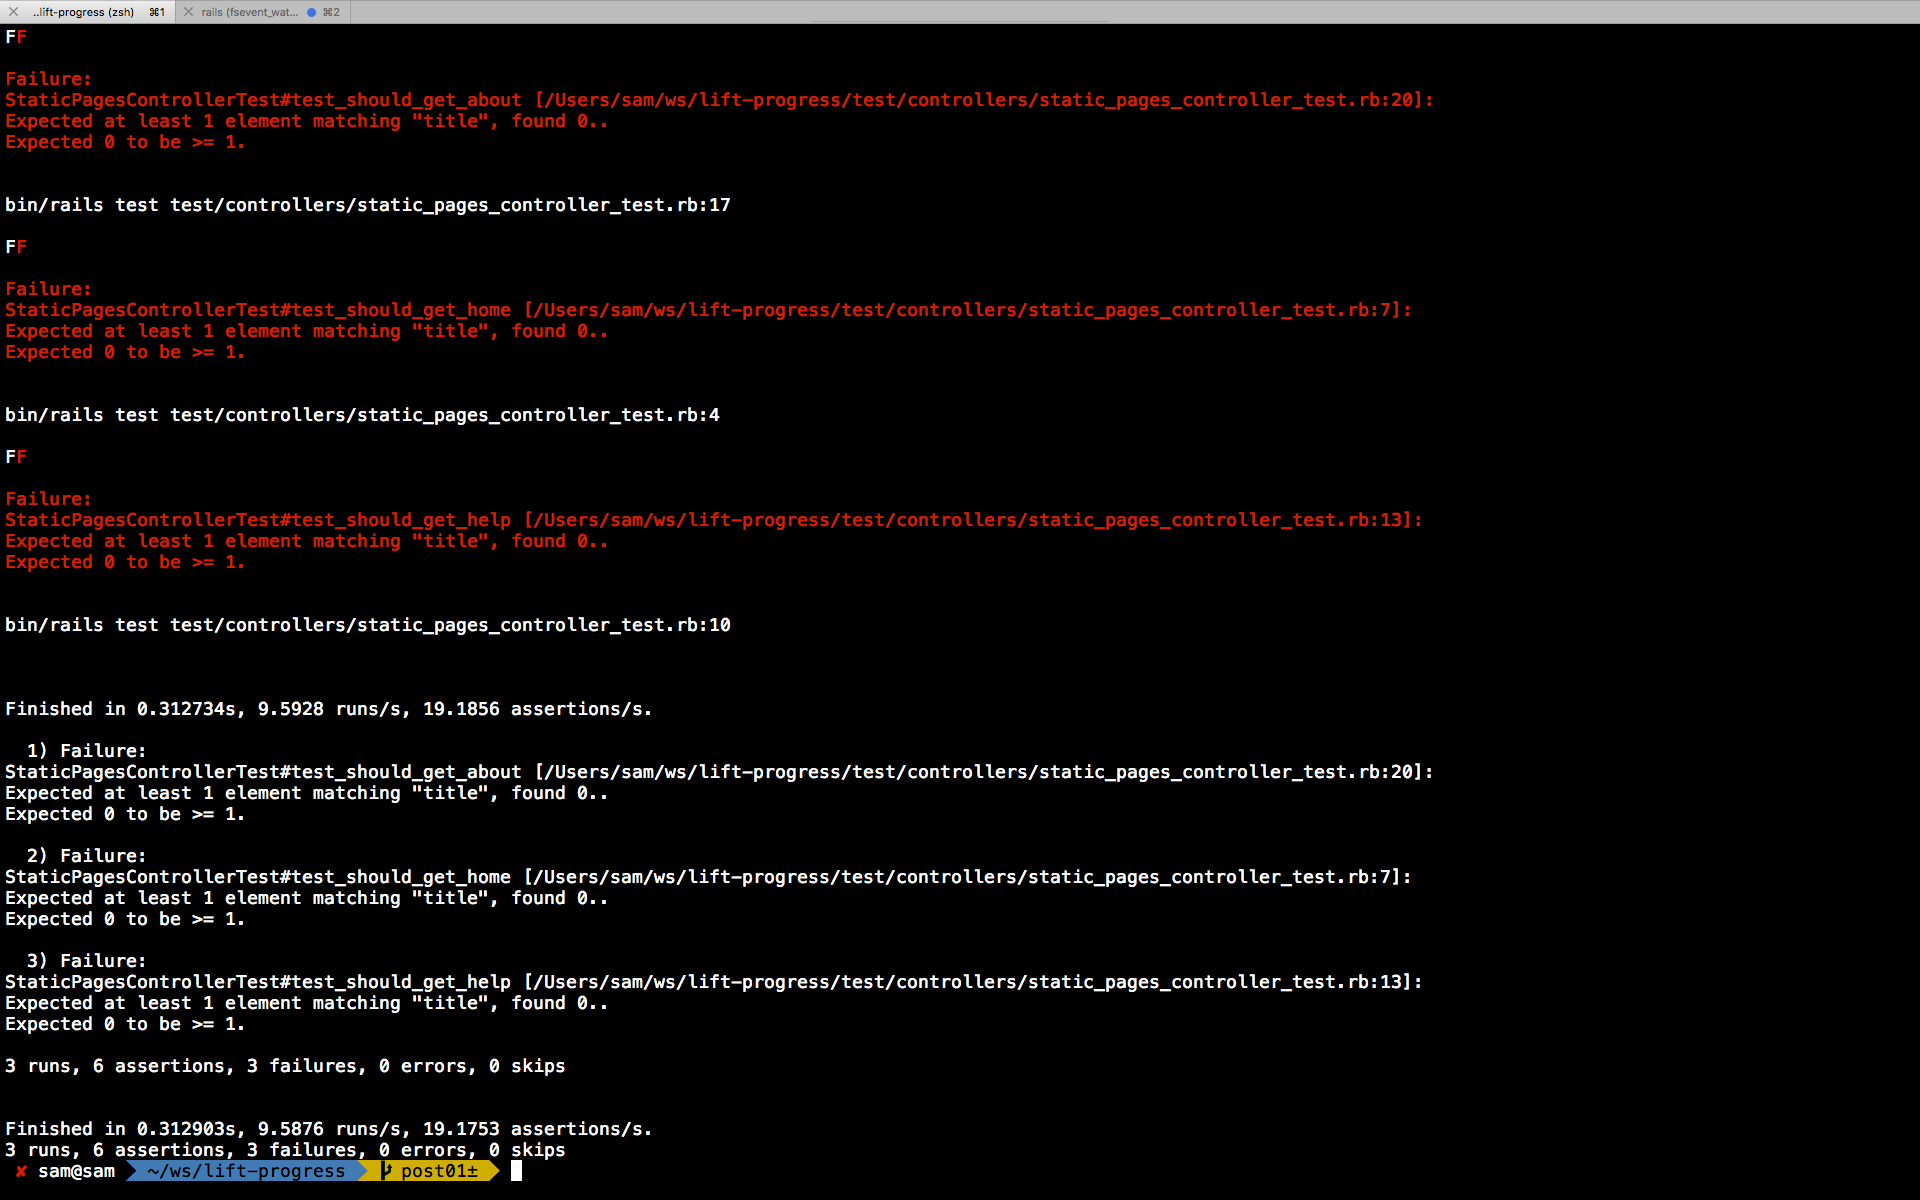 ..lift-progress (zsh) ⌘1 rails (fsevent_wat... ⌘2
FF
Failure:
StaticPagesControllerTest#test_should_get_about [/Users/sam/ws/lift-progress/test/controllers/static_pages_controller_test.rb:20]:
Expected at least 1 element matching "title", found 0..
Expected 0 to be >= 1.
bin/rails test test/controllers/static_pages_controller_test.rb:17
FF
Failure:
StaticPagesControllerTest#test_should_get_home [/Users/sam/ws/lift-progress/test/controllers/static_pages_controller_test.rb:7]:
Expected at least 1 element matching "title", found 0..
Expected 0 to be >= 1.
bin/rails test test/controllers/static_pages_controller_test.rb:4
FF
Failure:
StaticPagesControllerTest#test_should_get_help [/Users/sam/ws/lift-progress/test/controllers/static_pages_controller_test.rb:13]:
Expected at least 1 element matching "title", found 0..
Expected 0 to be >= 1.
bin/rails test test/controllers/static_pages_controller_test.rb:10
Finished in 0.312734s, 9.5928 runs/s, 19.1856 assertions/s.
1) Failure:
StaticPagesControllerTest#test_should_get_about [/Users/sam/ws/lift-progress/test/controllers/static_pages_controller_test.rb:20]:
Expected at least 1 element matching "title", found 0..
Expected 0 to be >= 1.
2) Failure:
StaticPagesControllerTest#test_should_get_home [/Users/sam/ws/lift-progress/test/controllers/static_pages_controller_test.rb:7]:
Expected at least 1 element matching "title", found 0..
Expected 0 to be >= 1.
3) Failure:
StaticPagesControllerTest#test_should_get_help [/Users/sam/ws/lift-progress/test/controllers/static_pages_controller_test.rb:13]:
Expected at least 1 element matching "title", found 0..
Expected 0 to be >= 1.
3 runs, 6 assertions, 3 failures, 0 errors, 0 skips
Finished in 0.312903s, 9.5876 runs/s, 19.1753 assertions/s.
3 runs, 6 assertions, 3 failures, 0 errors, 0 skips
✘ sam@sam ~/ws/lift-progress post01±